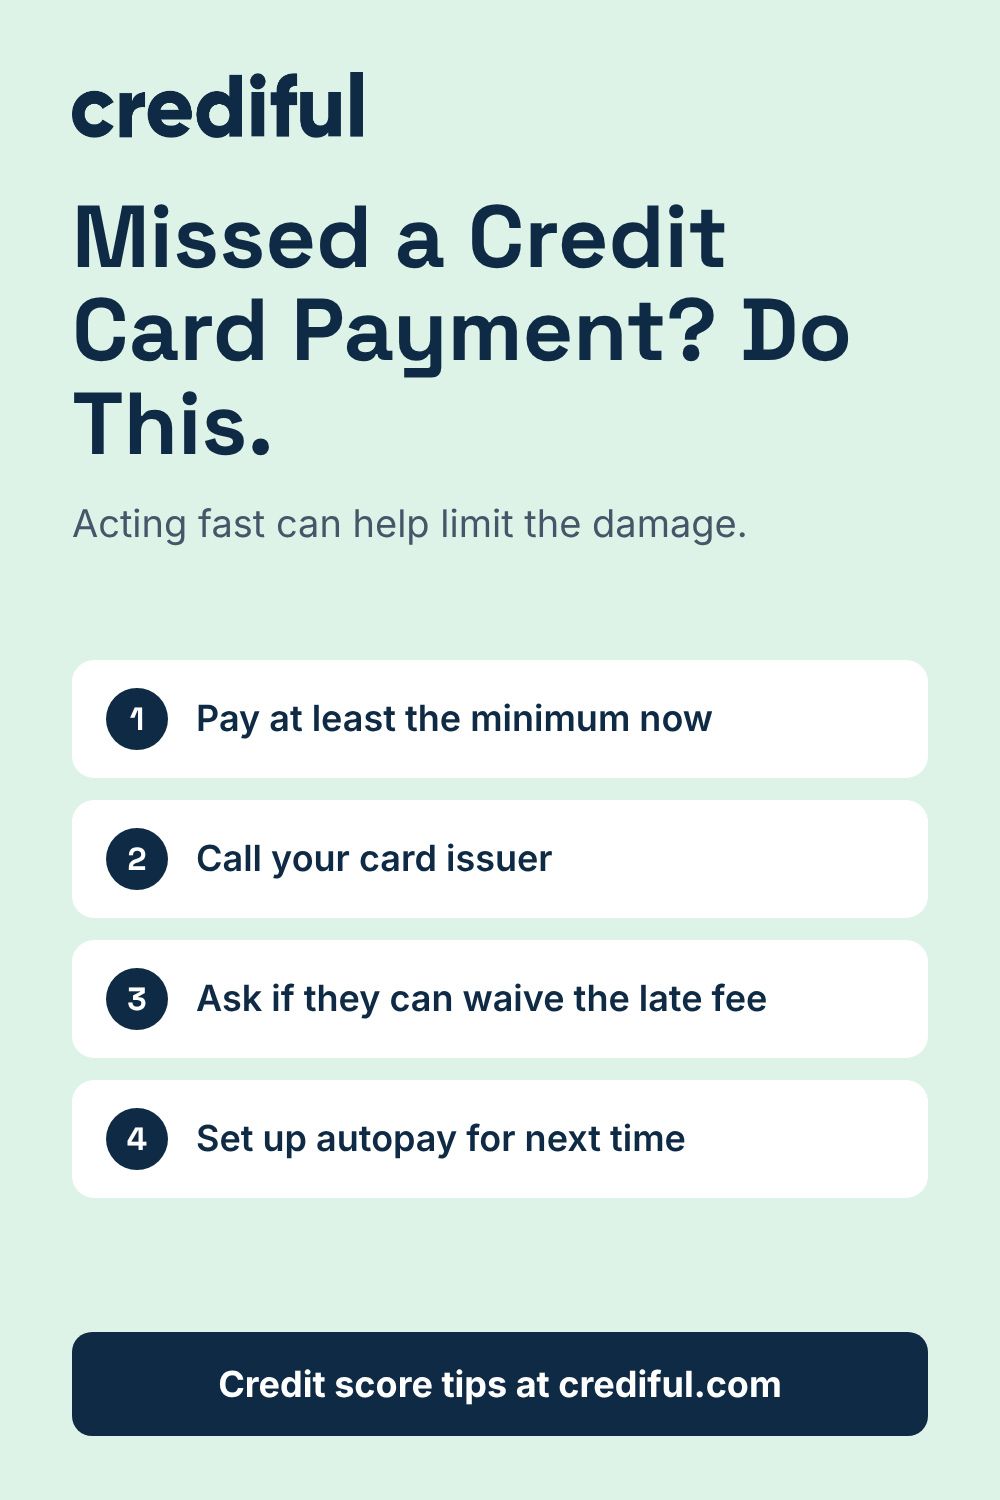 crediful
Missed a Credit
Card Payment? Do
This.
Acting fast can help limit the damage.
1 Pay at least the minimum now
2 Call your card issuer
3 Ask if they can waive the late fee
4 Set up autopay for next time
Credit score tips at crediful.com